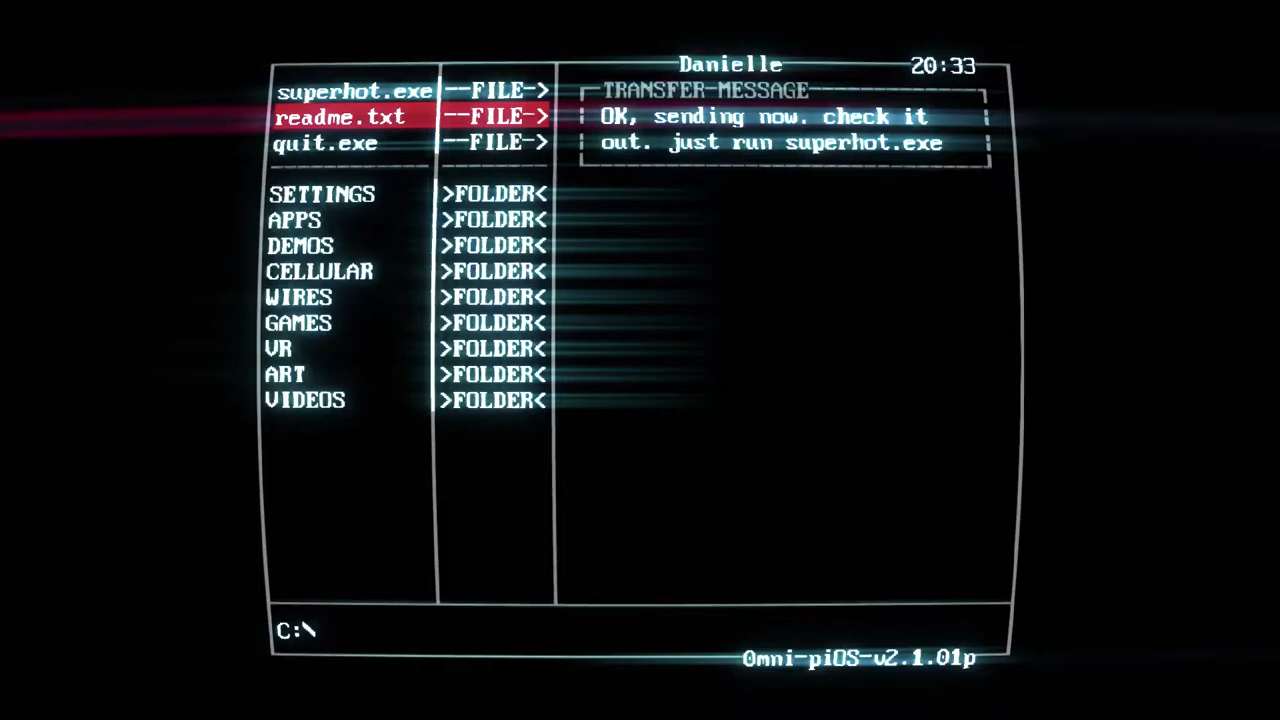 Danielle 20:33
superhot.exe --FILE->
readme.txt --FILE->
quit.exe --FILE->
TRANSFER MESSAGE
OK, sending now. check it
out. just run superhot.exe
SETTINGS >FOLDER<
APPS >FOLDER<
DEMOS >FOLDER<
CELLULAR >FOLDER<
WIRES >FOLDER<
GAMES >FOLDER<
VR >FOLDER<
ART >FOLDER<
VIDEOS >FOLDER<
C:\
0mni-piOS-v2.1.01p